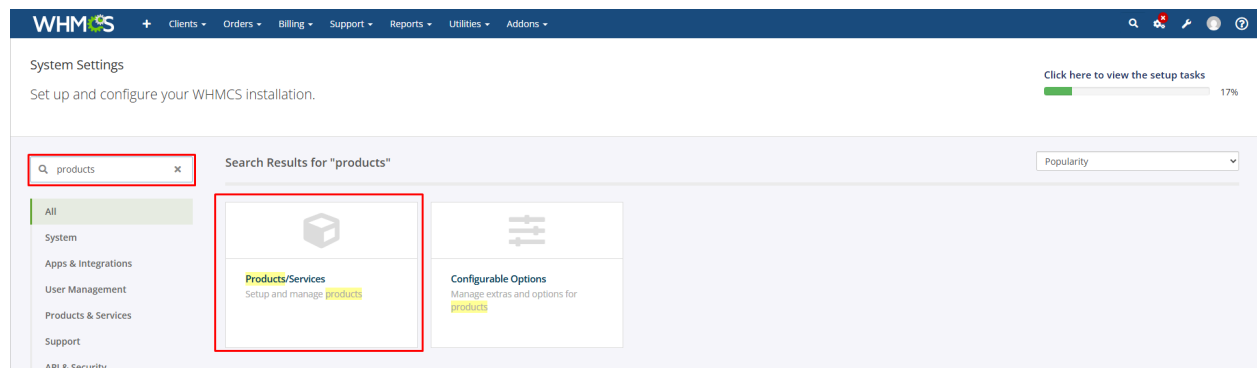 WHMCS + Clients Orders Billing Support Reports Utilities Addons
System Settings
Set up and configure your WHMCS installation.
Click here to view the setup tasks
17%
products
Search Results for "products"
Popularity
All
System
Apps & Integrations
User Management
Products & Services
Support
API & Security
Products/Services
Setup and manage products
Configurable Options
Manage extras and options for
products